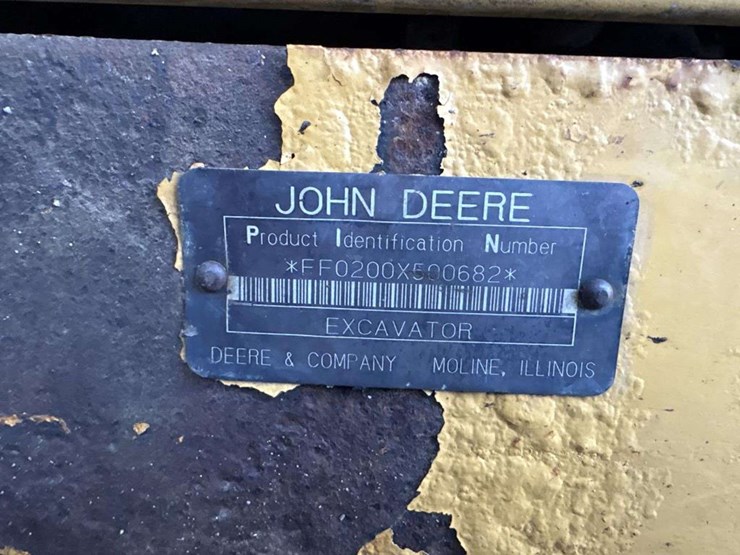 JOHN DEERE
Product Identification Number
*FF0200X500682*
EXCAVATOR
DEERE & COMPANY MOLINE, ILLINOIS